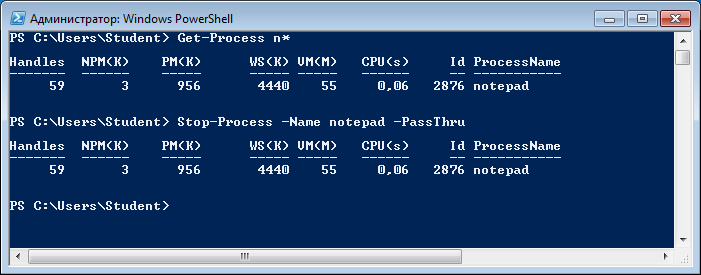 Администратор: Windows PowerShell
PS C:\Users\Student> Get-Process n*
Handles  NPM(K)    PM(K)      WS(K) VM(M)   CPU(s)     Id ProcessName
-------  ------    -----      ----- -----   ------     -- -----------
     59       3      956       4440    55     0,06   2876 notepad
PS C:\Users\Student> Stop-Process -Name notepad -PassThru
Handles  NPM(K)    PM(K)      WS(K) VM(M)   CPU(s)     Id ProcessName
-------  ------    -----      ----- -----   ------     -- -----------
     59       3      956       4440    55     0,06   2876 notepad
PS C:\Users\Student>